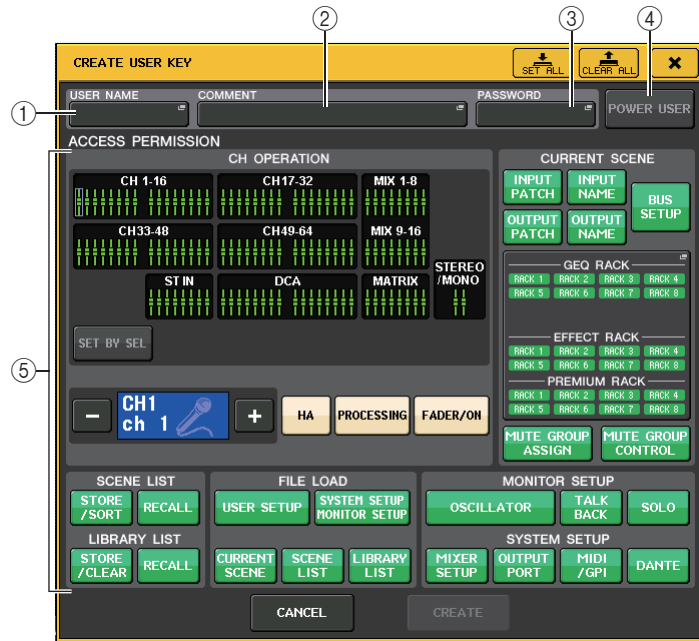 ① ② ③ ④ ⑤
CREATE USER KEY
SET ALL
CLEAR ALL
USER NAME
COMMENT
PASSWORD
POWER USER
ACCESS PERMISSION
CH OPERATION
CH 1-16
CH17-32
MIX 1-8
CH33-48
CH49-64
MIX 9-16
ST IN
DCA
MATRIX
STEREO
/MONO
SET BY SEL
−
CH1
ch 1
+
HA
PROCESSING
FADER/ON
CURRENT SCENE
INPUT
PATCH
INPUT
NAME
BUS
SETUP
OUTPUT
PATCH
OUTPUT
NAME
GEQ RACK
RACK 1 RACK 2 RACK 3 RACK 4
RACK 5 RACK 6 RACK 7 RACK 8
EFFECT RACK
RACK 1 RACK 2 RACK 3 RACK 4
RACK 5 RACK 6 RACK 7 RACK 8
PREMIUM RACK
RACK 1 RACK 2 RACK 3 RACK 4
RACK 5 RACK 6 RACK 7 RACK 8
MUTE GROUP
ASSIGN
MUTE GROUP
CONTROL
SCENE LIST
STORE
/SORT
RECALL
LIBRARY LIST
STORE
/CLEAR
RECALL
FILE LOAD
USER SETUP
SYSTEM SETUP
MONITOR SETUP
CURRENT
SCENE
SCENE
LIST
LIBRARY
LIST
MONITOR SETUP
OSCILLATOR
TALK
BACK
SOLO
SYSTEM SETUP
MIXER
SETUP
OUTPUT
PORT
MIDI
/GPI
DANTE
CANCEL
CREATE